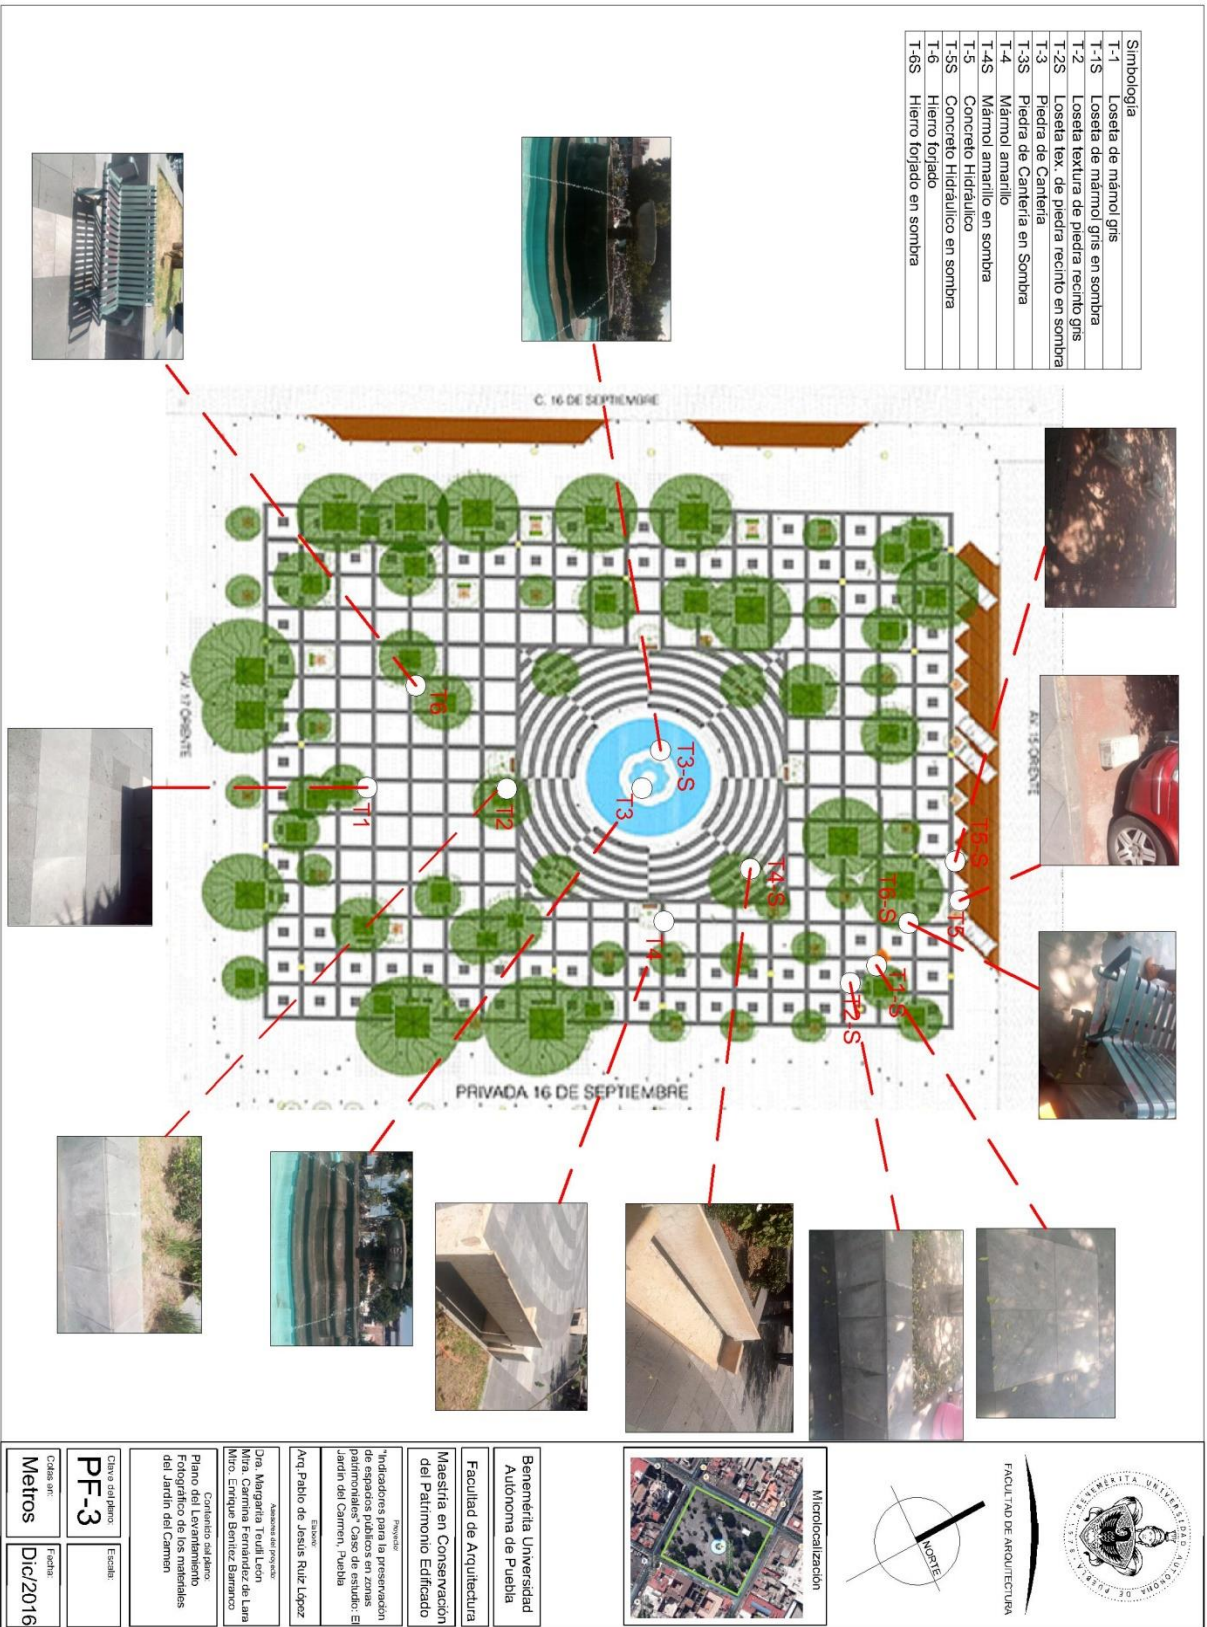 Simbología
T-1 Loseta de mármol gris
T-1S Loseta de mármol gris en sombra
T-2 Loseta textura de piedra recinto gris
T-2S Loseta tex. de piedra recinto en sombra
T-3 Piedra de Cantería
T-3S Piedra de Cantería en Sombra
T-4 Mármol amarillo
T-4S Mármol amarillo en sombra
T-5 Concreto Hidráulico
T-5S Concreto Hidráulico en sombra
T-6 Hierro forjado
T-6S Hierro forjado en sombra
C. 16 DE SEPTIEMBRE
AV. 15 ORIENTE
AV. 17 ORIENTE
PRIVADA 16 DE SEPTIEMBRE
T6
T1
T2
T3-S
T3
T4-S
T4
T6-S
T5
T6-S
T1-S
T2-S
BENEMÉRITA UNIVERSIDAD AUTÓNOMA DE PUEBLA
FACULTAD DE ARQUITECTURA
NORTE
Microlocalización
Benemérita Universidad
Autónoma de Puebla
Facultad de Arquitectura
Maestría en Conservación
del Patrimonio Edificado
Proyecto:
"Indicadores para la preservación
de espacios públicos en zonas
patrimoniales" Caso de estudio: El
Jardín del Carmen, Puebla
Elaboró:
Arq. Pablo de Jesús Ruiz López
Asesores del proyecto:
Dra. Margarita Teutli León
Mtra. Carmina Fernández de Lara
Mtro. Enrique Benítez Barranco
Contenido del plano:
Plano del Levantamiento
Fotográfico de los materiales
del Jardín del Carmen
Clave del plano:
PF-3
Escala:
Cotas en:
Metros
Fecha:
Dic/2016